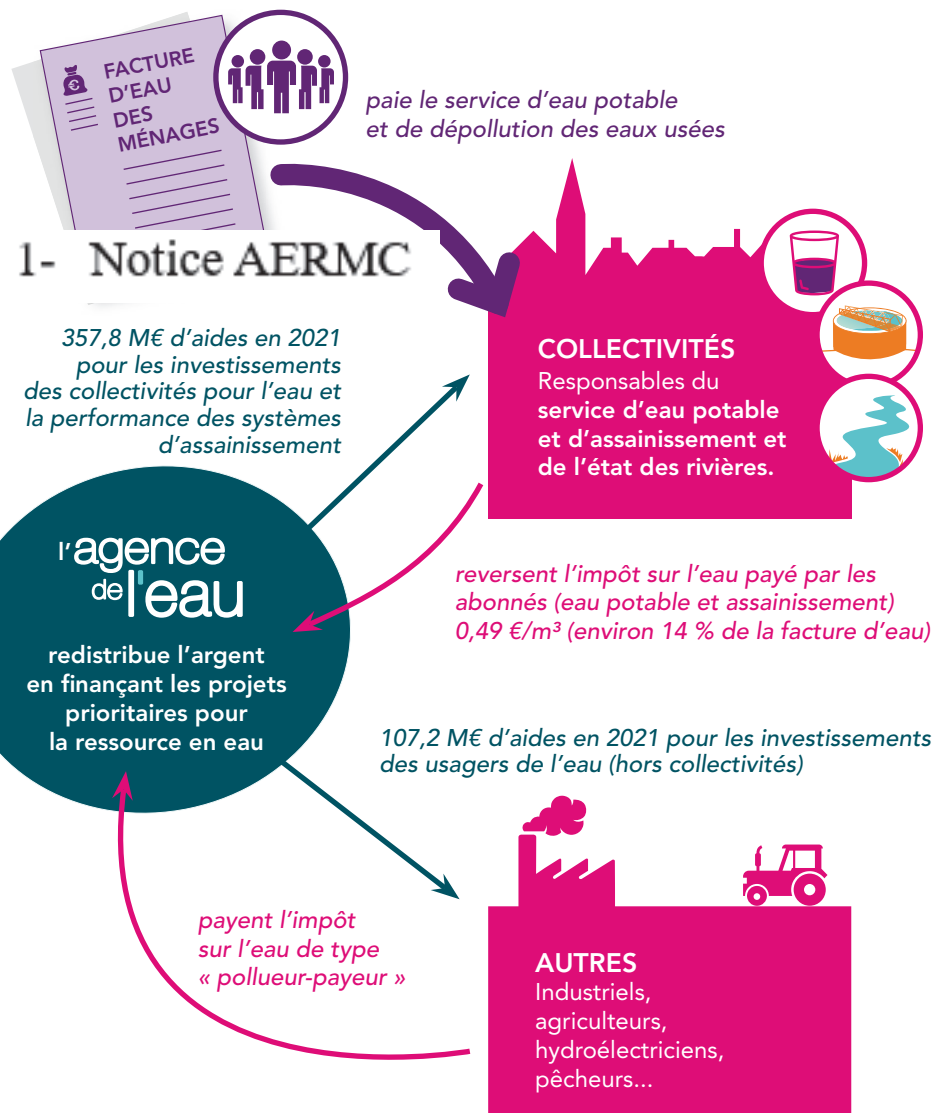 FACTURE
D'EAU
DES
MÉNAGES
paie le service d'eau potable
et de dépollution des eaux usées
1- Notice AERMC
357,8 M€ d'aides en 2021
pour les investissements
des collectivités pour l'eau et
la performance des systèmes
d'assainissement
COLLECTIVITÉS
Responsables du
service d'eau potable
et d'assainissement et
de l'état des rivières.
l'agence
de l'eau
redistribue l'argent
en finançant les projets
prioritaires pour
la ressource en eau
reversent l'impôt sur l'eau payé par les
abonnés (eau potable et assainissement)
0,49 €/m³ (environ 14 % de la facture d'eau)
107,2 M€ d'aides en 2021 pour les investissements
des usagers de l'eau (hors collectivités)
payent l'impôt
sur l'eau de type
« pollueur-payeur »
AUTRES
Industriels,
agriculteurs,
hydroélectriciens,
pêcheurs...